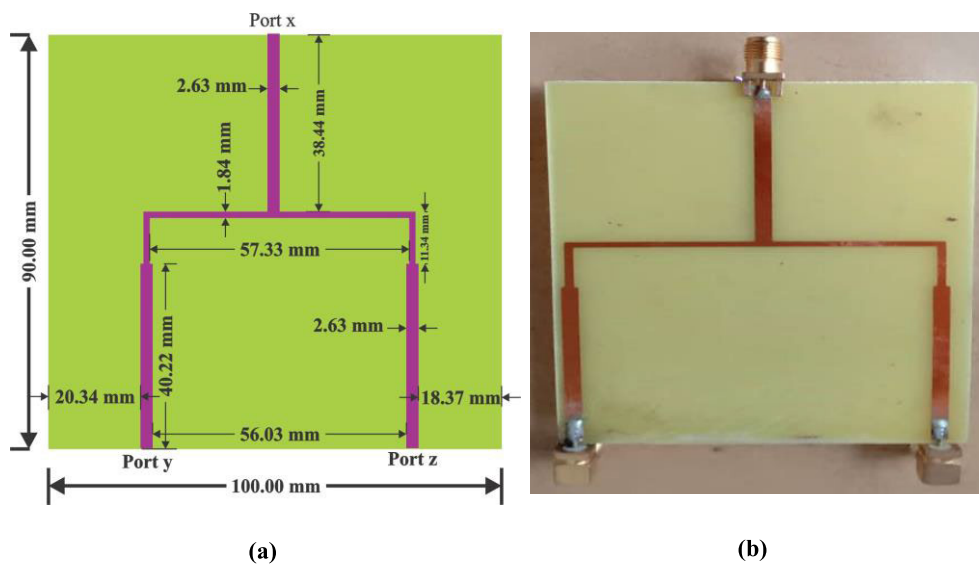 Port x
2.63 mm
38.44 mm
1.84 mm
11.34 mm
57.33 mm
90.00 mm
2.63 mm
40.22 mm
20.34 mm
18.37 mm
56.03 mm
Port y
Port z
100.00 mm
(a)
(b)